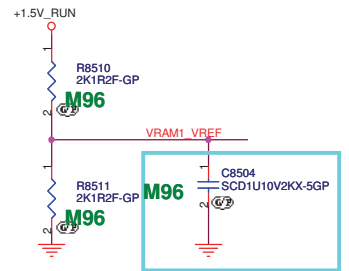 +1.5V_RUN
1
R8510
2K1R2F-GP
M96
2
G P
VRAM1_VREF
1
R8511
2K1R2F-GP
M96
2
G P
1
C8504
SCD1U10V2KX-5GP
M96
2
G P